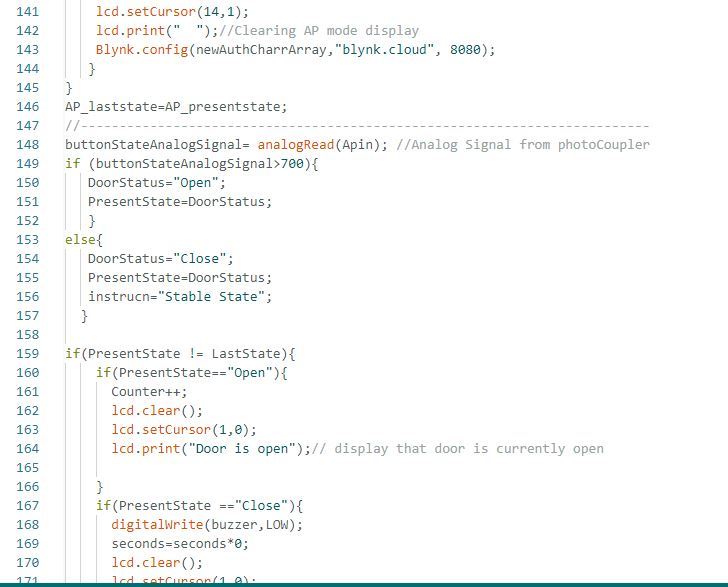 141 lcd.setCursor(14,1);
142 lcd.print("  ");//Clearing AP mode display
143 Blynk.config(newAuthCharrArray,"blynk.cloud", 8080);
144 }
145 }
146 AP_laststate=AP_presentstate;
147 //--------------------------------------------------------------------------
148 buttonStateAnalogSignal= analogRead(Apin); //Analog Signal from photoCoupler
149 if (buttonStateAnalogSignal>700){
150 DoorStatus="Open";
151 PresentState=DoorStatus;
152 }
153 else{
154 DoorStatus="Close";
155 PresentState=DoorStatus;
156 instrucn="Stable State";
157 }
158
159 if(PresentState != LastState){
160 if(PresentState=="Open"){
161 Counter++;
162 lcd.clear();
163 lcd.setCursor(1,0);
164 lcd.print("Door is open");// display that door is currently open
165
166 }
167 if(PresentState =="Close"){
168 digitalWrite(buzzer,LOW);
169 seconds=seconds*0;
170 lcd.clear();
171 lcd.setCursor(1,0);